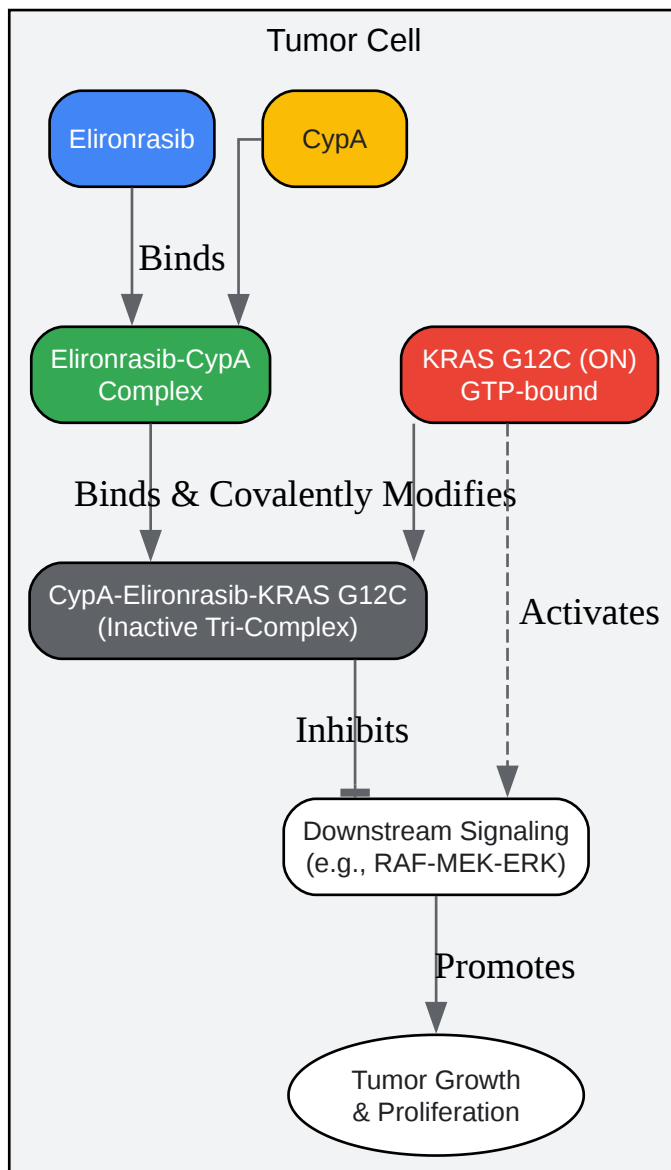 Tumor Cell
Elironrasib
CypA
Binds
Elironrasib-CypA
Complex
KRAS G12C (ON)
GTP-bound
Binds & Covalently Modifies
CypA-Elironrasib-KRAS G12C
(Inactive Tri-Complex)
Activates
Inhibits
Downstream Signaling
(e.g., RAF-MEK-ERK)
Promotes
Tumor Growth
& Proliferation